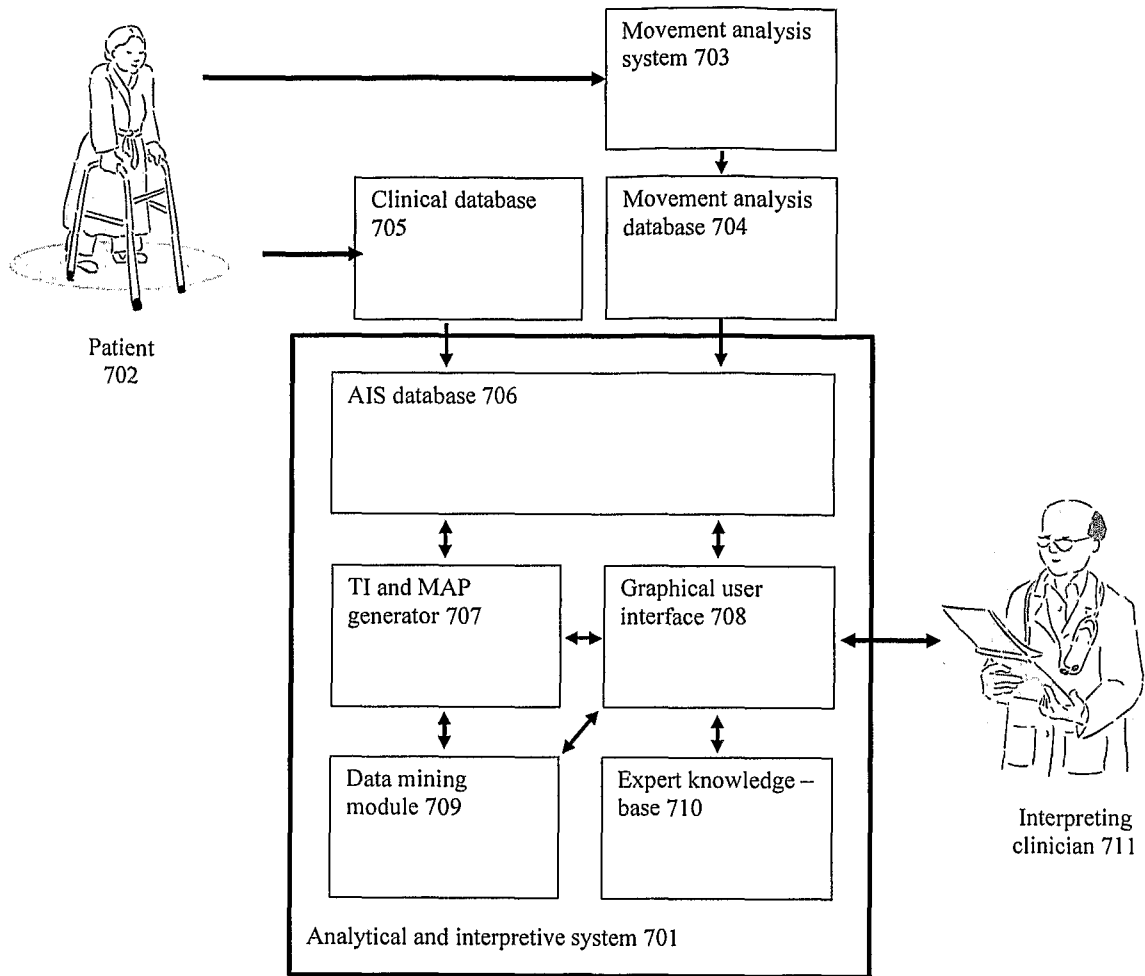 Movement analysis
system 703
Clinical database
705
Movement analysis
database 704
Patient
702
AIS database 706
TI and MAP
generator 707
Graphical user
interface 708
Data mining
module 709
Expert knowledge –
base 710
Interpreting
clinician 711
Analytical and interpretive system 701